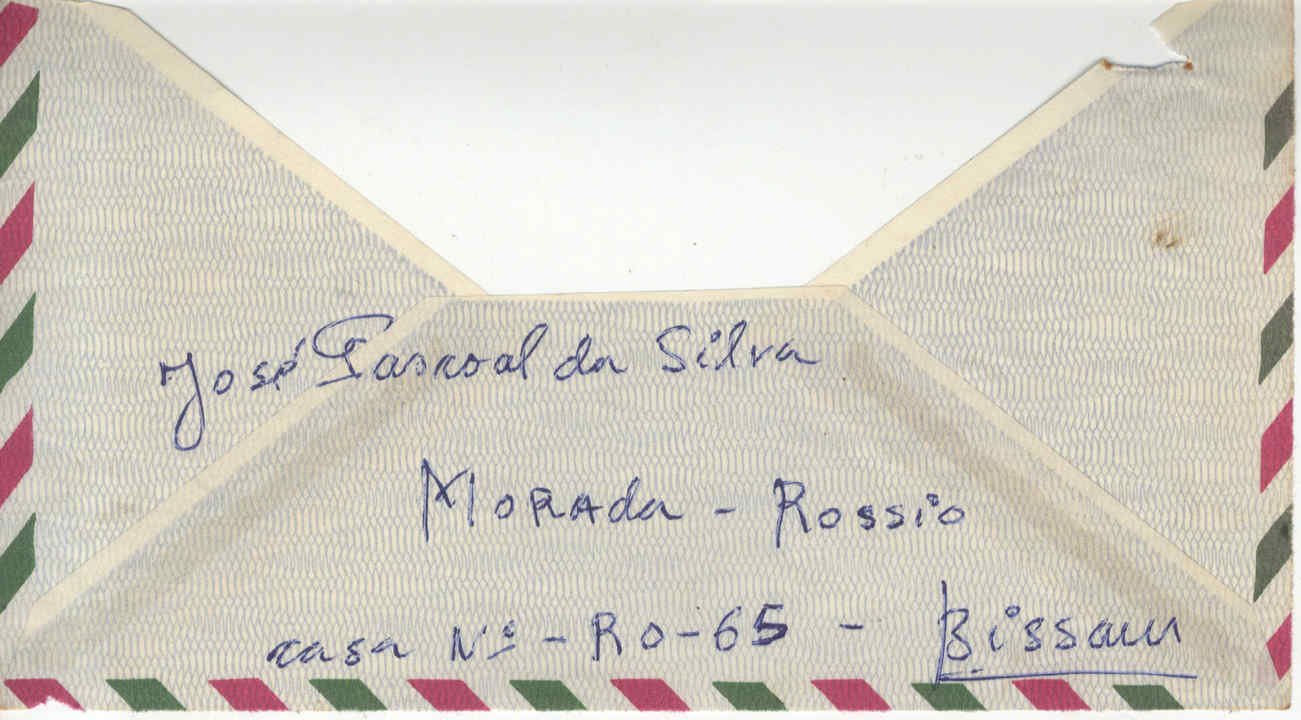 José Pascoal da Silva
Morada - Rossio
casa Nº - RO-65 - Bissau